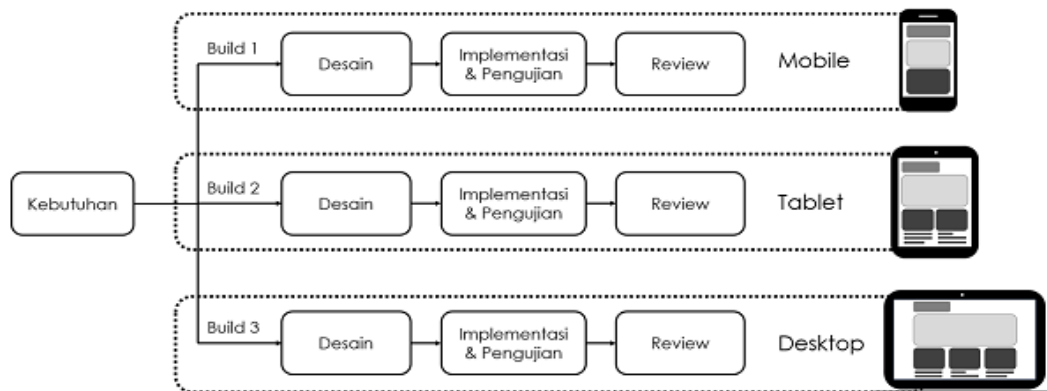 Build 1
Desain
Implementasi
& Pengujian
Review
Mobile
Kebutuhan
Build 2
Desain
Implementasi
& Pengujian
Review
Tablet
Build 3
Desain
Implementasi
& Pengujian
Review
Desktop